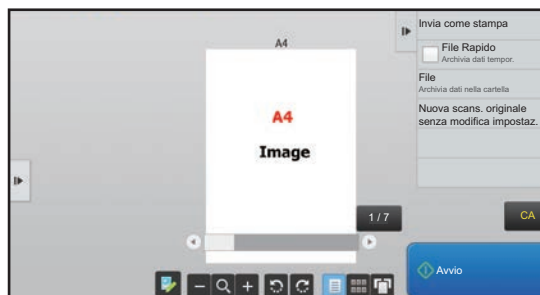 A4
A4
Image
1 / 7
Invia come stampa
File Rapido
Archivia dati tempor.
File
Archivia dati nella cartella
Nuova scans. originale
senza modifica impostaz.
CA
Avvio